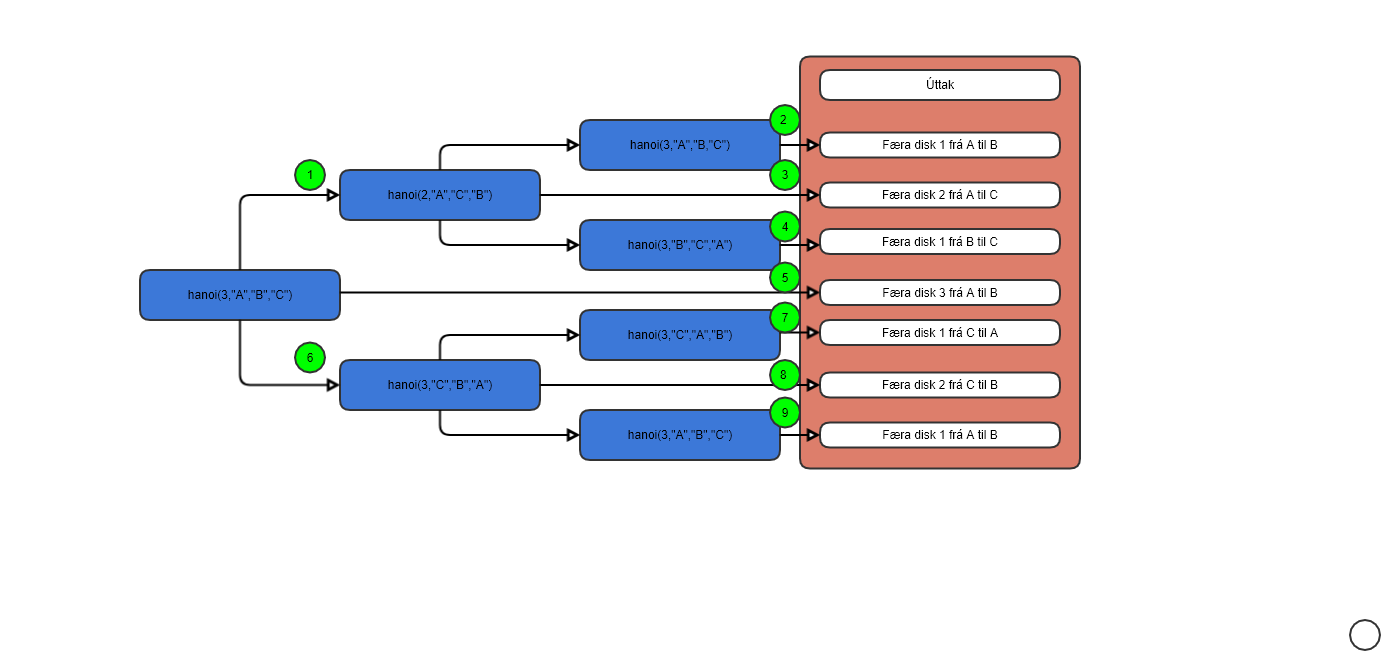 Úttak
2
hanoi(3,"A","B,"C")
Færa disk 1 frá A til B
1
3
hanoi(2,"A","C","B")
Færa disk 2 frá A til C
4
hanoi(3,"B","C","A")
Færa disk 1 frá B til C
5
hanoi(3,"A","B","C")
Færa disk 3 frá A til B
7
hanoi(3,"C","A","B")
Færa disk 1 frá C til A
6
8
hanoi(3,"C","B","A")
Færa disk 2 frá C til B
9
hanoi(3,"A","B","C")
Færa disk 1 frá A til B